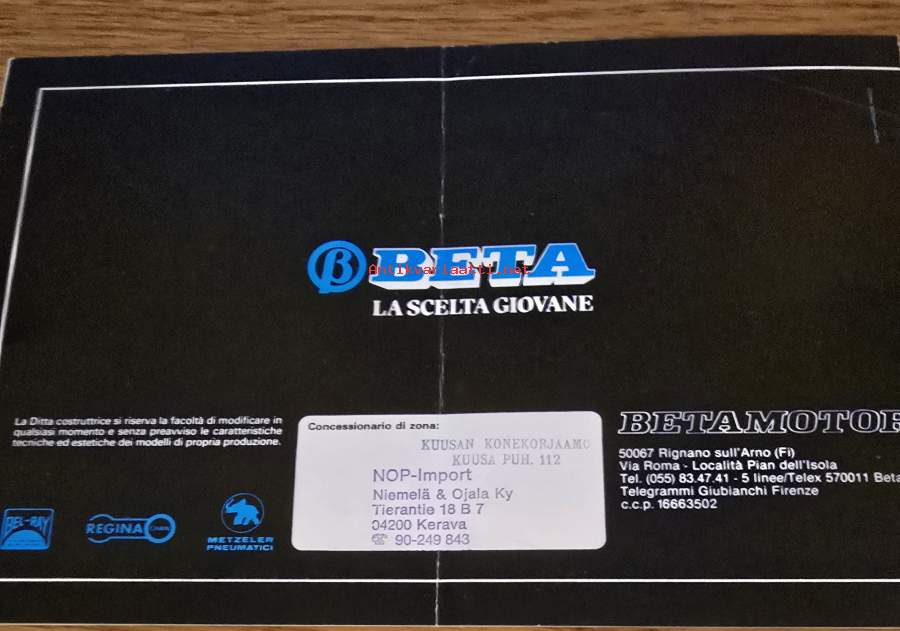 β BETA
Antikvariaatti.net
LA SCELTA GIOVANE
La Ditta costruttrice si riserva la facoltà di modificare in
qualsiasi momento e senza preavviso le caratteristiche
tecniche ed estetiche dei modelli di propria produzione.
BEL-RAY
REGINA
METZELER
PNEUMATICI
Concessionario di zona:
KUUSAN KONEKORJAAMO
KUUSA PUH. 112
NOP-Import
Niemelä & Ojala Ky
Tierantie 18 B 7
04200 Kerava
☏ 90-249 843
BETAMOTOR
50067 Rignano sull'Arno (Fi)
Via Roma - Località Pian dell'Isola
Tel. (055) 83.47.41 - 5 linee/Telex 570011 Beta
Telegrammi Giubianchi Firenze
c.c.p. 16663502